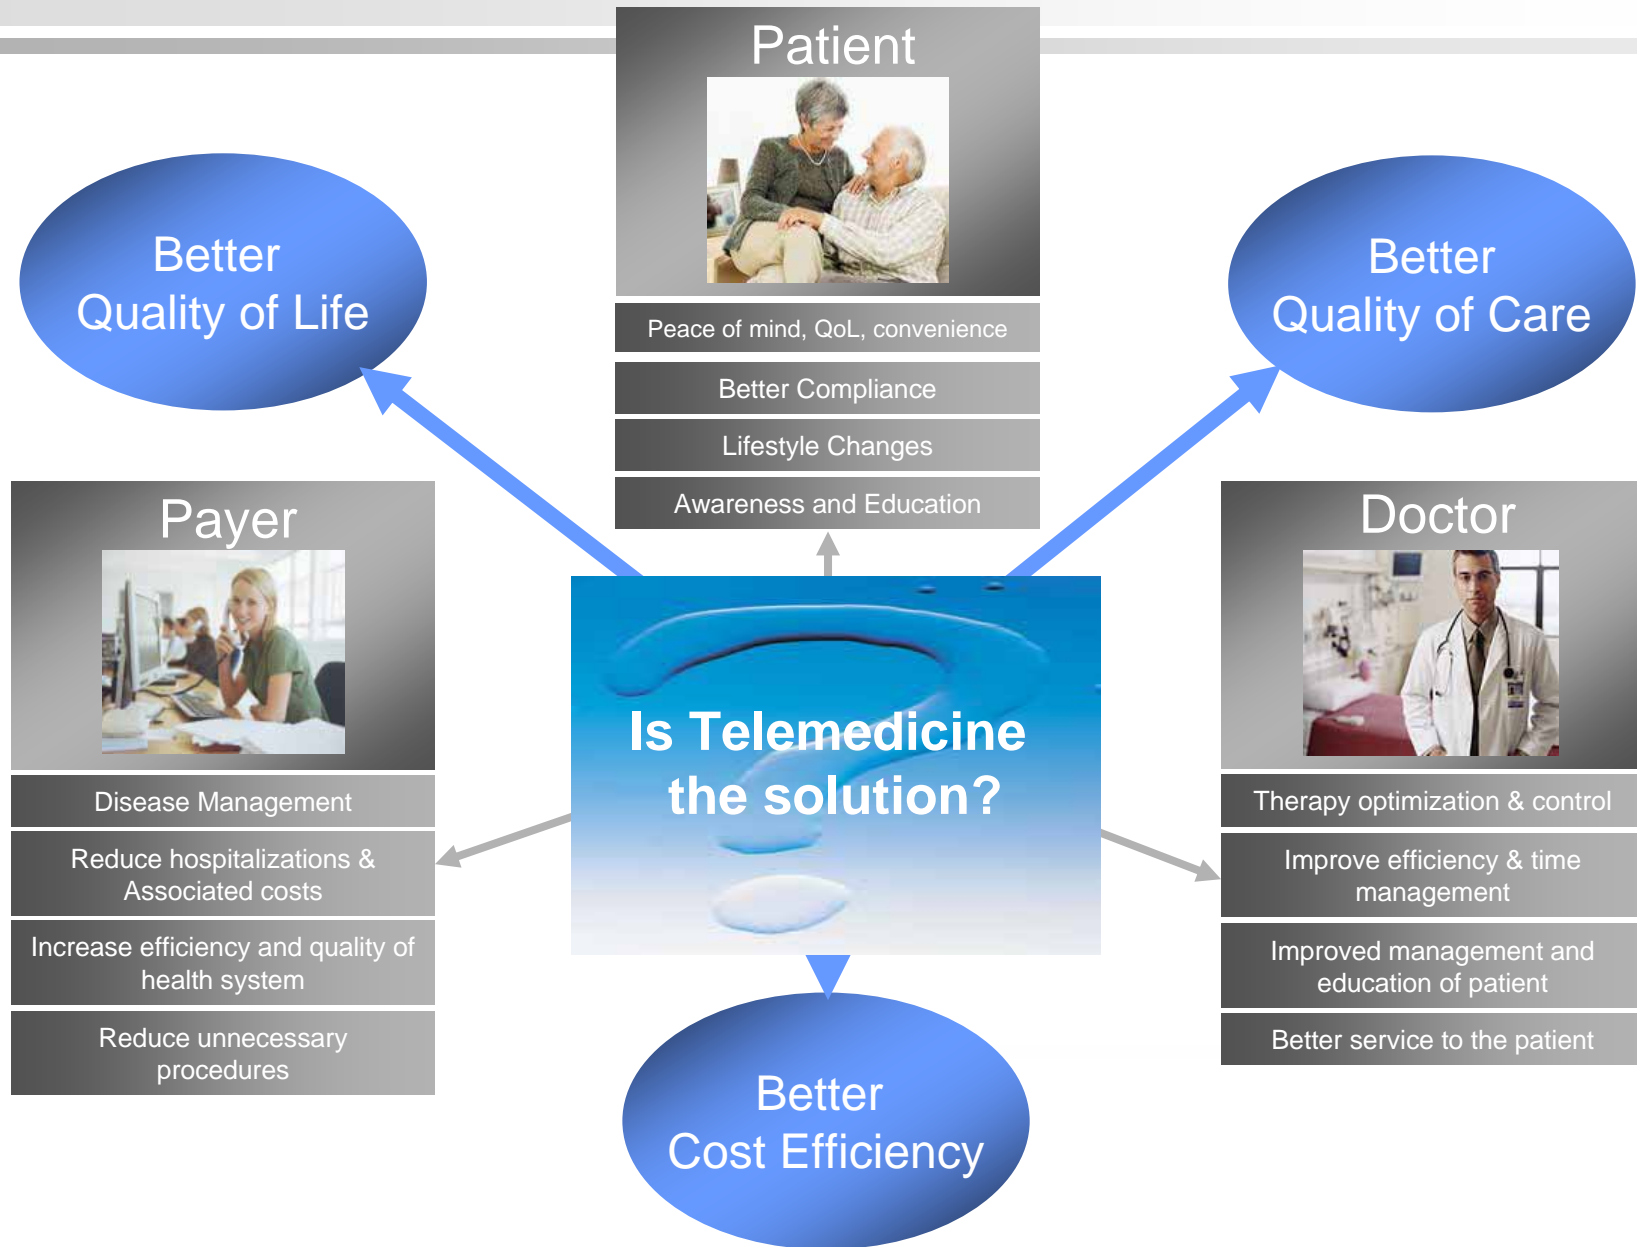 Patient
Peace of mind, QoL, convenience
Better Compliance
Lifestyle Changes
Awareness and Education
Better
Quality of Life
Better
Quality of Care
Payer
Disease Management
Reduce hospitalizations &
Associated costs
Increase efficiency and quality of
health system
Reduce unnecessary
procedures
Is Telemedicine
the solution?
Doctor
Therapy optimization & control
Improve efficiency & time
management
Improved management and
education of patient
Better service to the patient
Better
Cost Efficiency